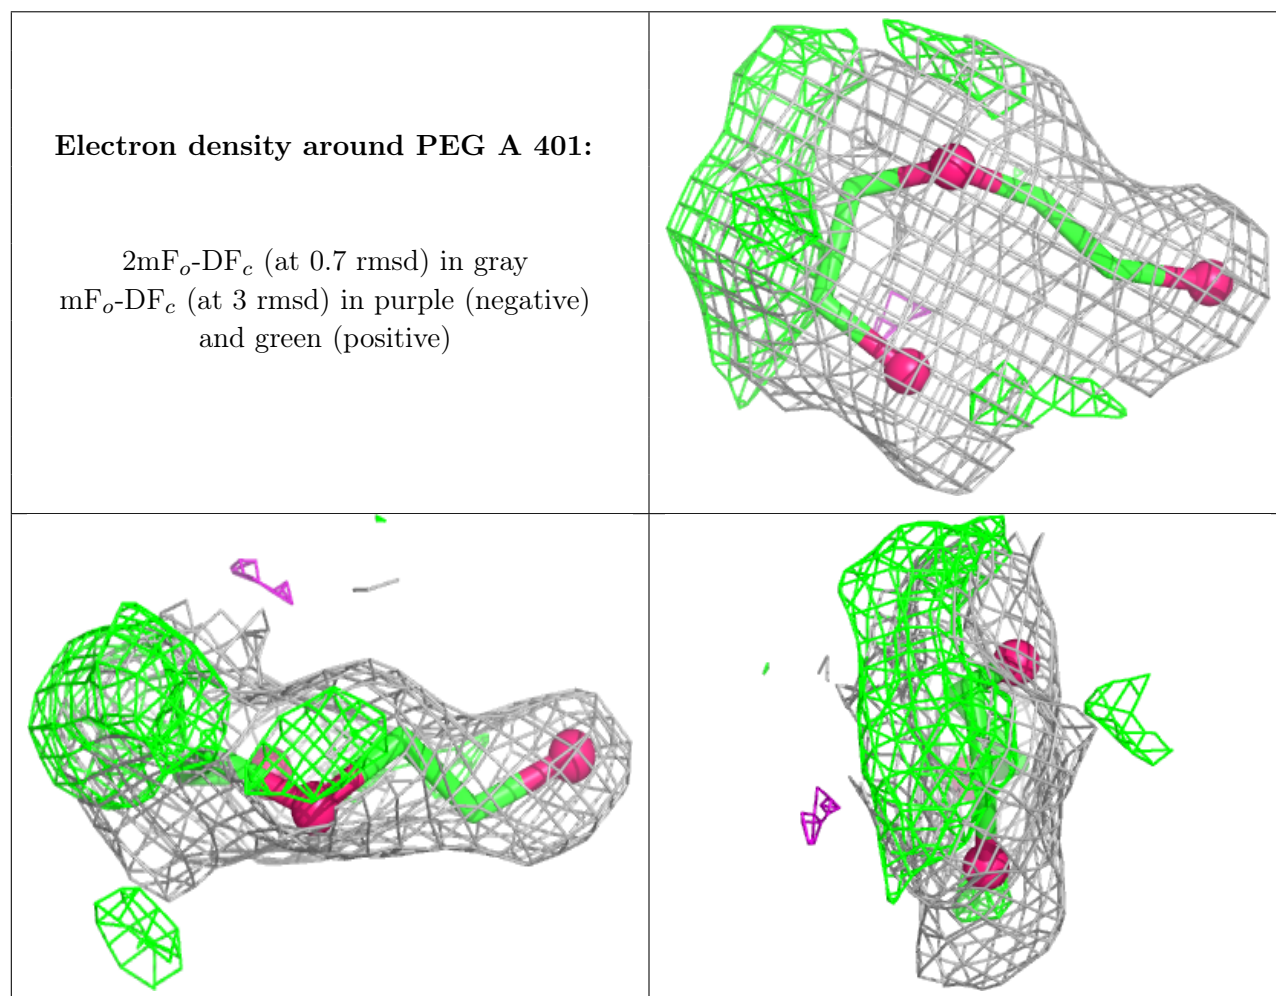 Electron density around PEG A 401:
2mFo-DFc (at 0.7 rmsd) in gray
mFo-DFc (at 3 rmsd) in purple (negative)
and green (positive)